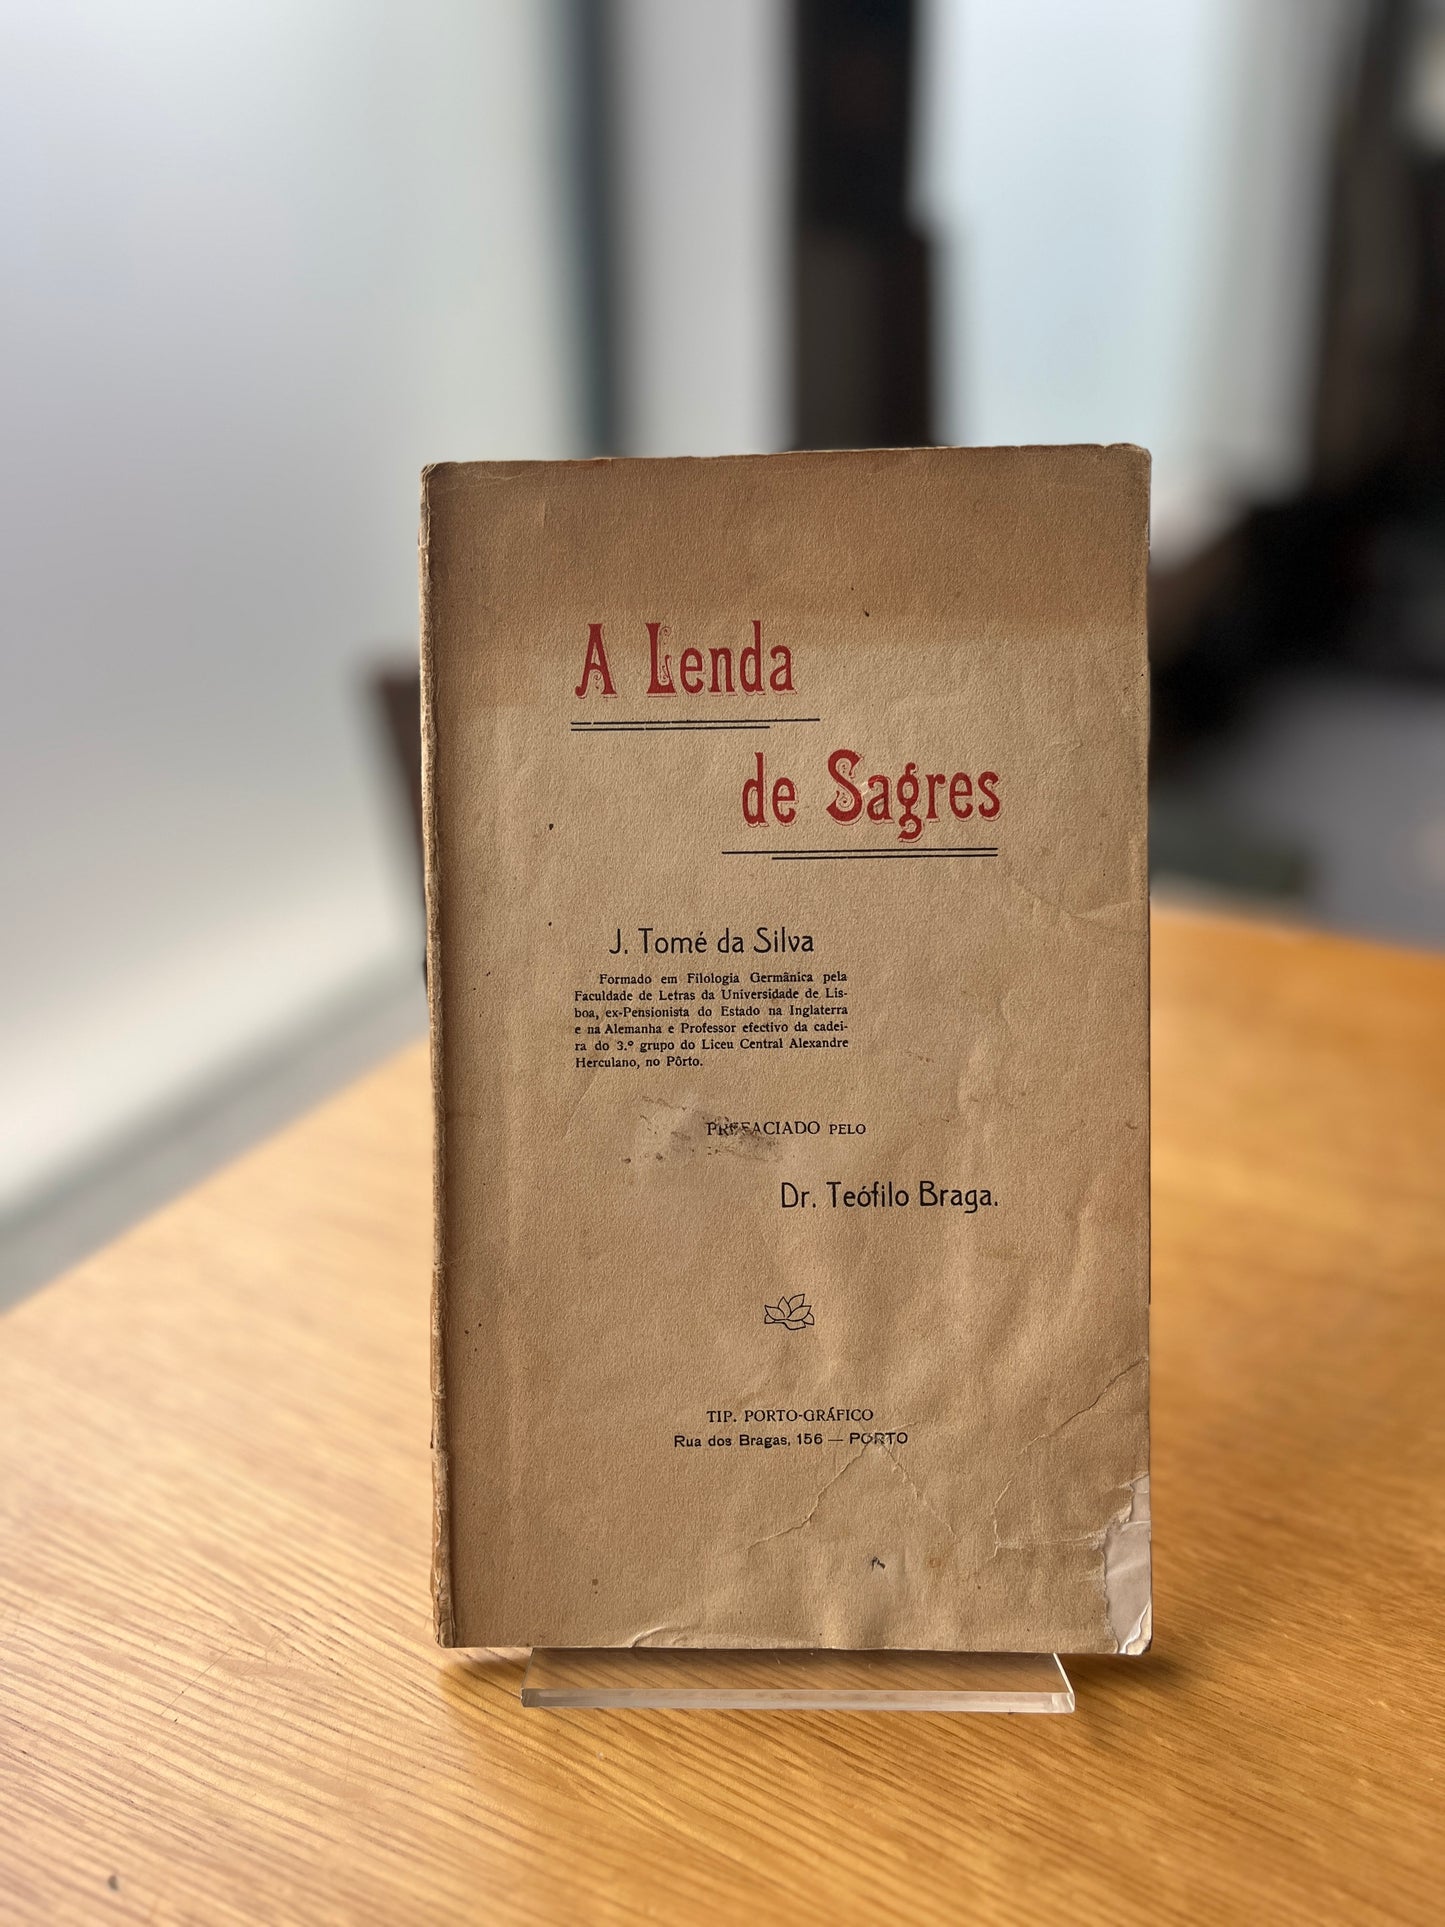 A Lenda
de Sagres
J. Tomé da Silva
Formado em Filologia Germânica pela
Faculdade de Letras da Universidade de Lis-
boa, ex-Pensionista do Estado na Inglaterra
e na Alemanha e Professor efectivo da cadei-
ra do 3.º grupo do Liceu Central Alexandre
Herculano, no Pôrto.
PREFACIADO PELO
Dr. Teófilo Braga.
TIP. PORTO-GRÁFICO
Rua dos Bragas, 156 — PORTO